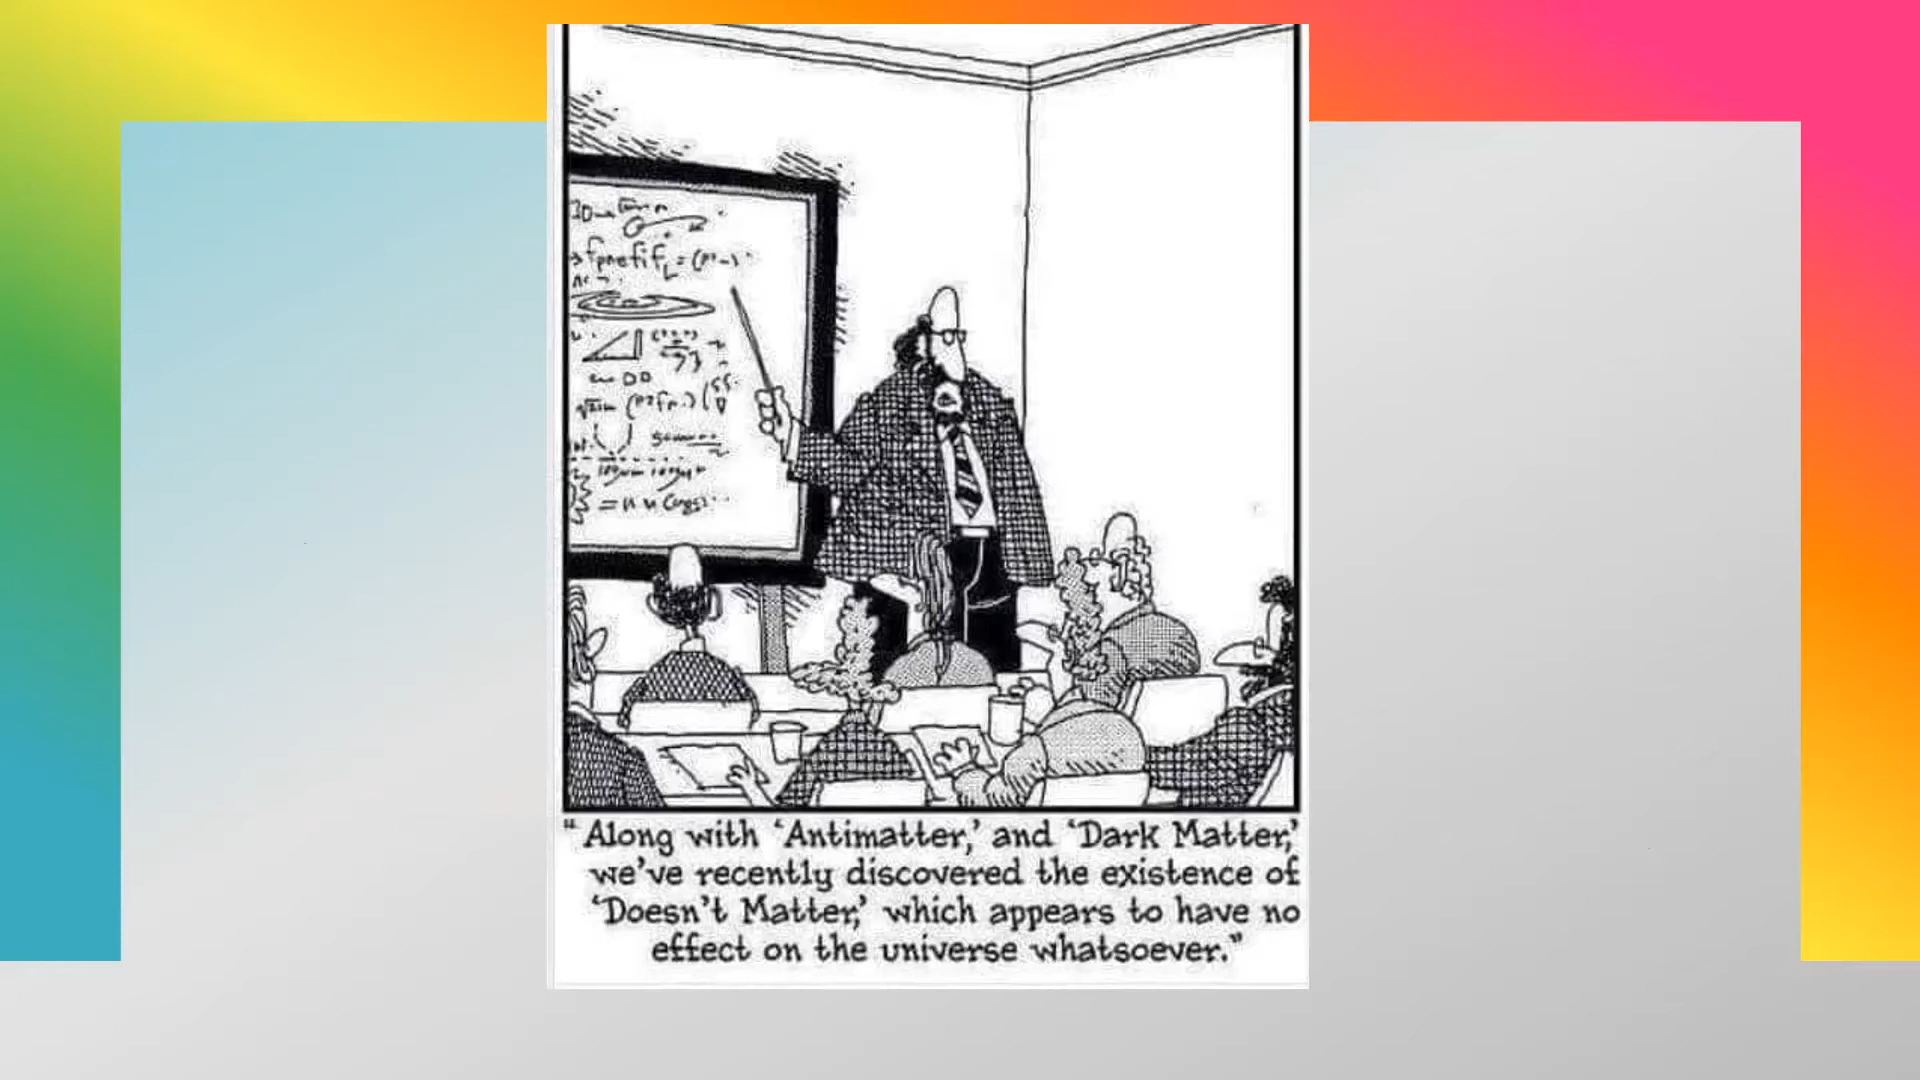 "Along with 'Antimatter,' and 'Dark Matter,'
we've recently discovered the existence of
'Doesn't Matter,' which appears to have no
effect on the universe whatsoever."